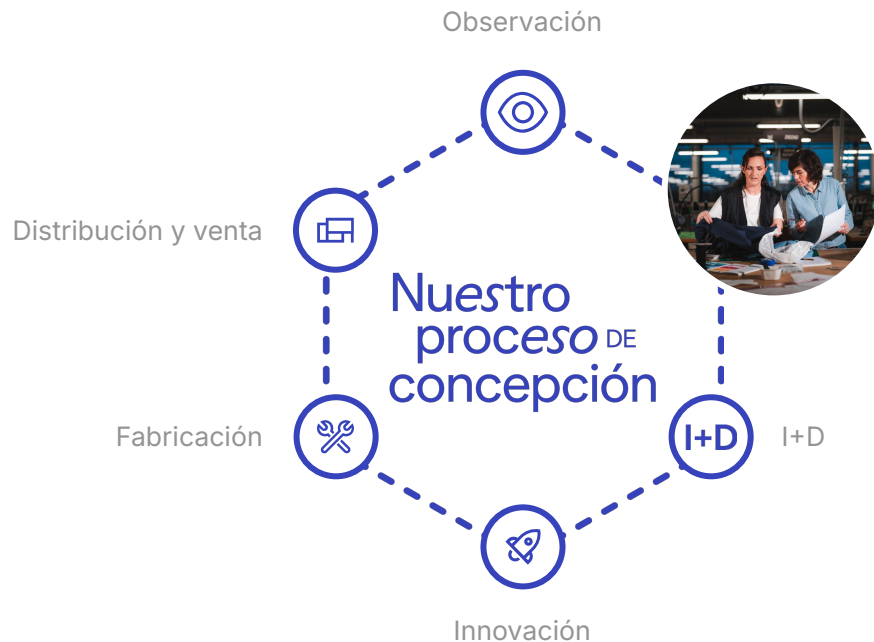 Observación
Distribución y venta
Nuestro
proceso DE
concepción
Fabricación
I+D
I+D
Innovación